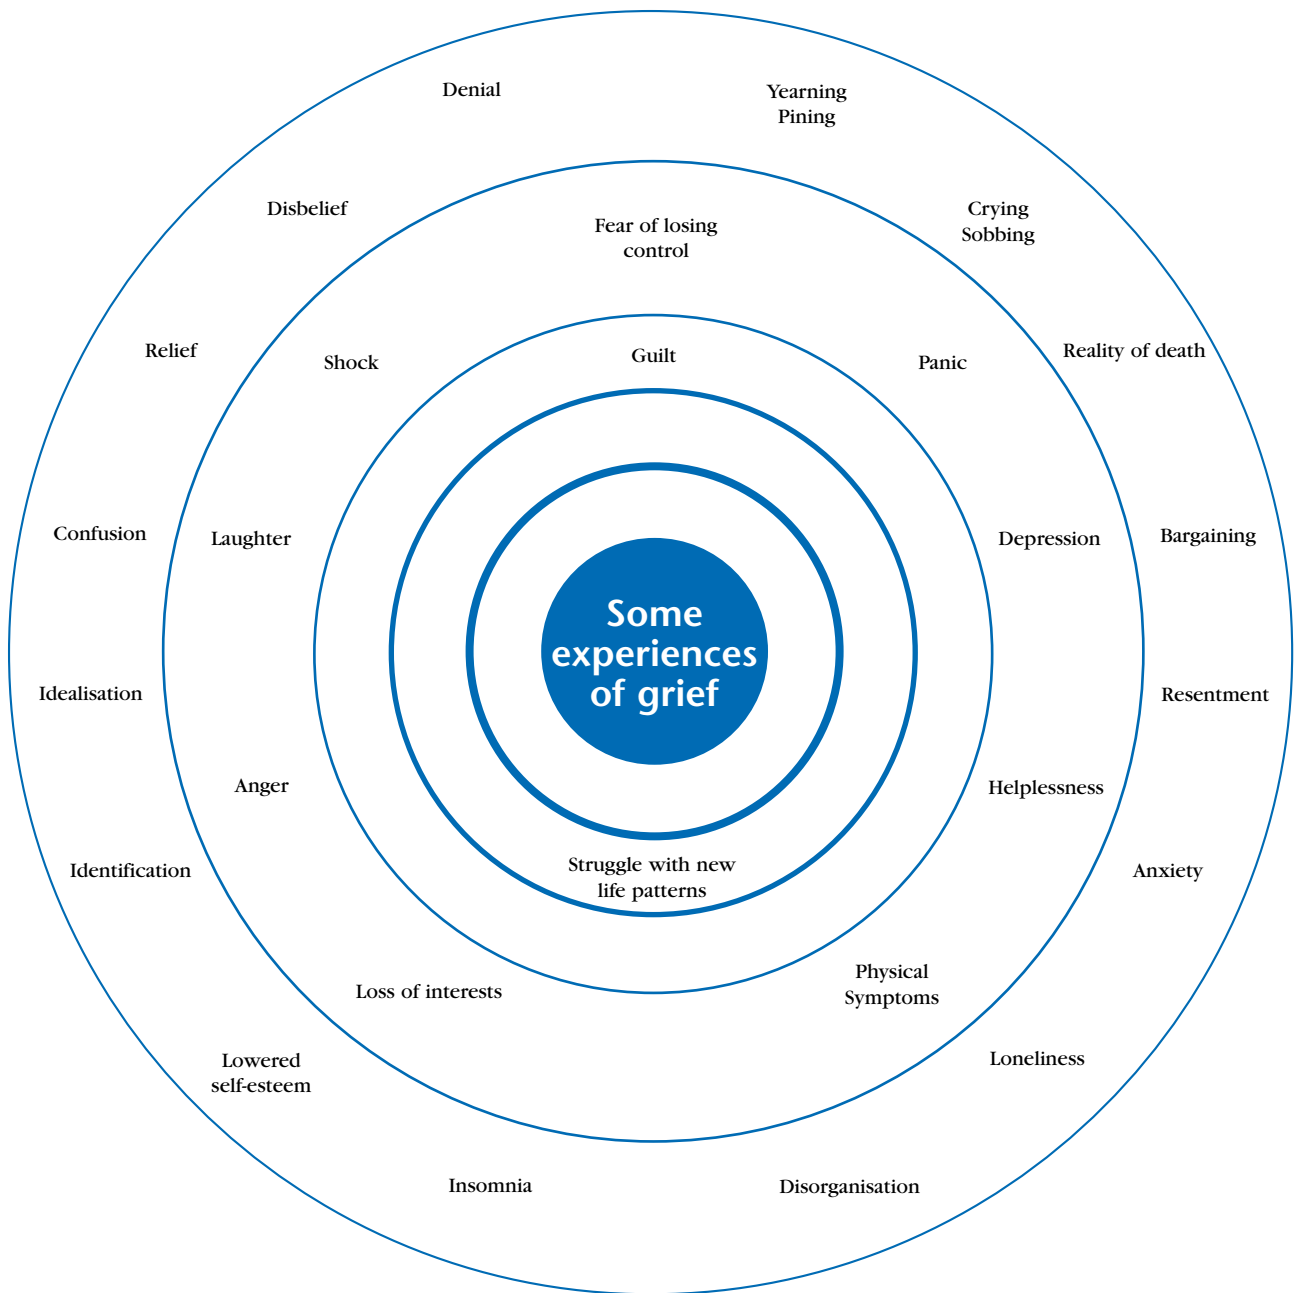 Denial
Yearning
Pining
Disbelief
Crying
Sobbing
Fear of losing
control
Relief
Shock
Guilt
Panic
Reality of death
Confusion
Laughter
Depression
Bargaining
Some
experiences
of grief
Idealisation
Resentment
Anger
Helplessness
Identification
Struggle with new
life patterns
Anxiety
Loss of interests
Physical
Symptoms
Lowered
self-esteem
Loneliness
Insomnia
Disorganisation